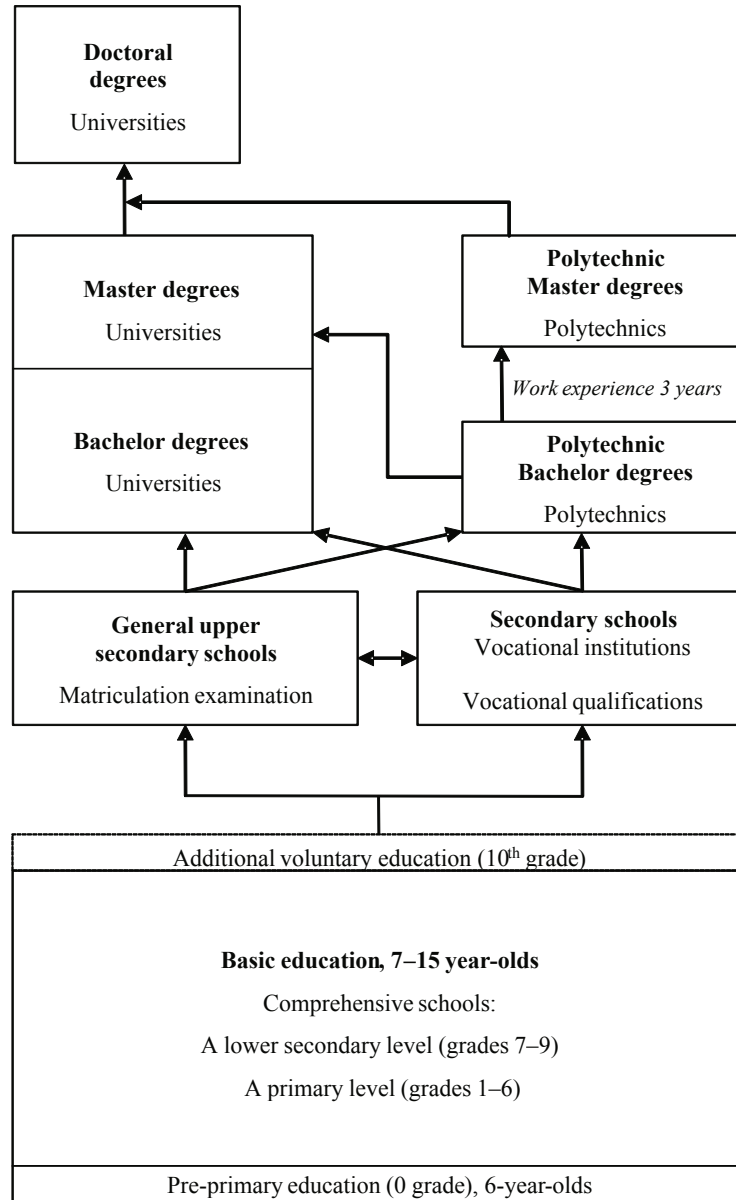 Doctoral
degrees
Universities
Master degrees
Universities
Polytechnic
Master degrees
Polytechnics
Work experience 3 years
Bachelor degrees
Universities
Polytechnic
Bachelor degrees
Polytechnics
General upper
secondary schools
Matriculation examination
Secondary schools
Vocational institutions
Vocational qualifications
Additional voluntary education (10th grade)
Basic education, 7–15 year-olds
Comprehensive schools:
A lower secondary level (grades 7–9)
A primary level (grades 1–6)
Pre-primary education (0 grade), 6-year-olds